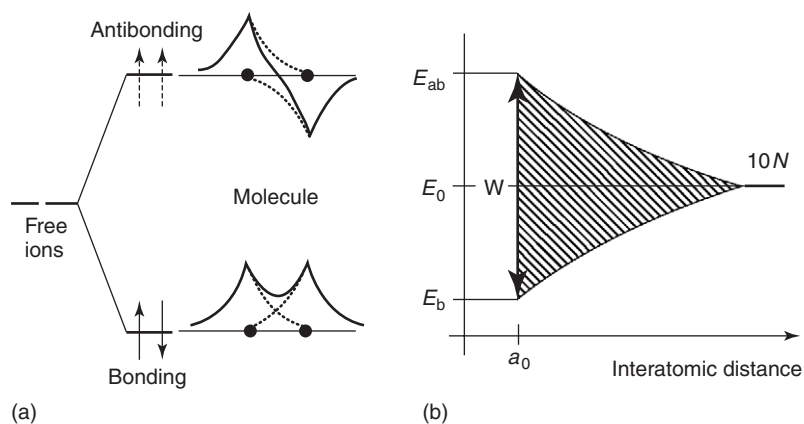 Antibonding
Molecule
Free
ions
Bonding
(a)
E_ab
E_0
E_b
W
10N
a_0
Interatomic distance
(b)